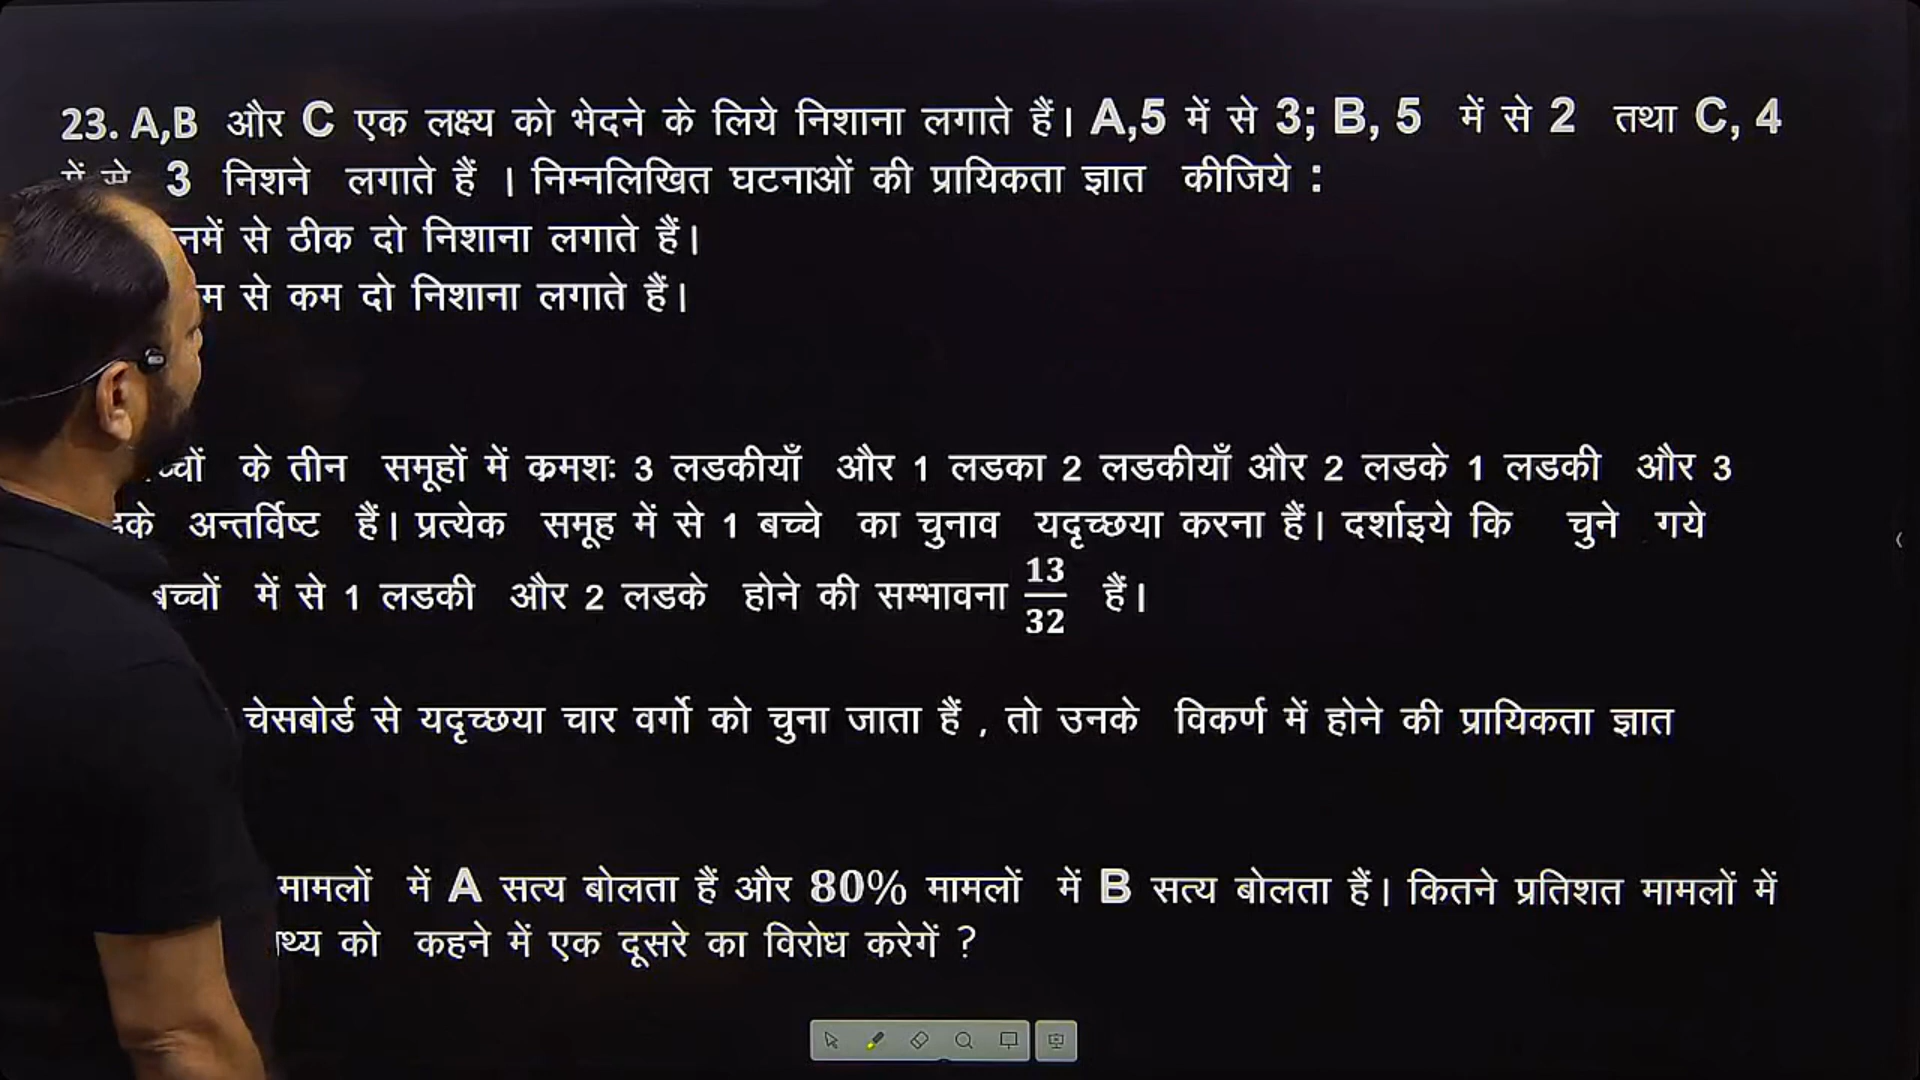 23. A,B और C एक लक्ष्य को भेदने के लिये निशाना लगाते हैं। A,5 में से 3; B, 5 में से 2 तथा C, 4
में से 3 निशने लगाते हैं । निम्नलिखित घटनाओं की प्रायिकता ज्ञात कीजिये :
से ठीक दो निशाना लगाते हैं।
से कम दो निशाना लगाते हैं।
के तीन समूहों में क्रमशः 3 लडकीयाँ और 1 लडका 2 लडकीयाँ और 2 लडके 1 लडकी और 3
अन्तर्विष्ट हैं। प्रत्येक समूह में से 1 बच्चे का चुनाव यदृच्छया करना हैं। दर्शाइये कि चुने गये
बच्चों में से 1 लडकी और 2 लडके होने की सम्भावना 13/32 हैं।
चेसबोर्ड से यदृच्छया चार वर्गो को चुना जाता हैं , तो उनके विकर्ण में होने की प्रायिकता ज्ञात
मामलों में A सत्य बोलता हैं और 80% मामलों में B सत्य बोलता हैं। कितने प्रतिशत मामलों में
को कहने में एक दूसरे का विरोध करेगें ?